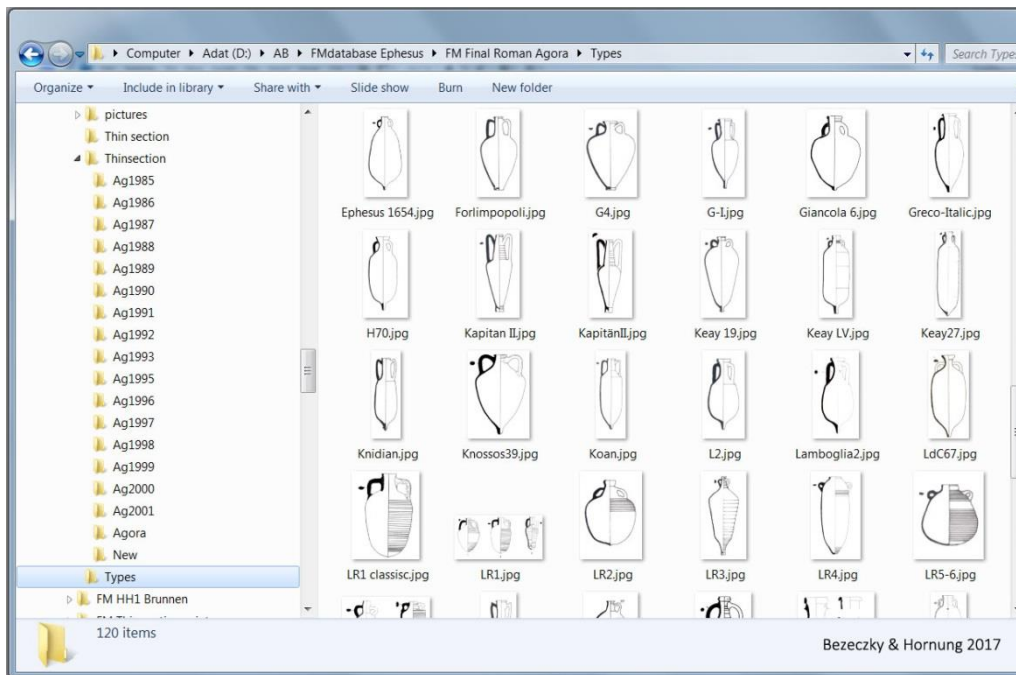 Computer ▸ Adat (D:) ▸ AB ▸ FMdatabase Ephesus ▸ FM Final Roman Agora ▸ Types
Search Types
Organize
Include in library
Share with
Slide show
Burn
New folder
pictures
Thin section
Thinsection
Ag1985
Ag1986
Ag1987
Ag1988
Ag1989
Ag1990
Ag1991
Ag1992
Ag1993
Ag1995
Ag1996
Ag1997
Ag1998
Ag1999
Ag2000
Ag2001
Agora
New
Types
FM HH1 Brunnen
Ephesus 1654.jpg
Forlimpopoli.jpg
G4.jpg
G-I.jpg
Giancola 6.jpg
Greco-Italic.jpg
H70.jpg
Kapitan II.jpg
KapitänII.jpg
Keay 19.jpg
Keay LV.jpg
Keay27.jpg
Knidian.jpg
Knossos39.jpg
Koan.jpg
L2.jpg
Lamboglia2.jpg
LdC67.jpg
LR1 classisc.jpg
LR1.jpg
LR2.jpg
LR3.jpg
LR4.jpg
LR5-6.jpg
120 items
Bezeczky & Hornung 2017